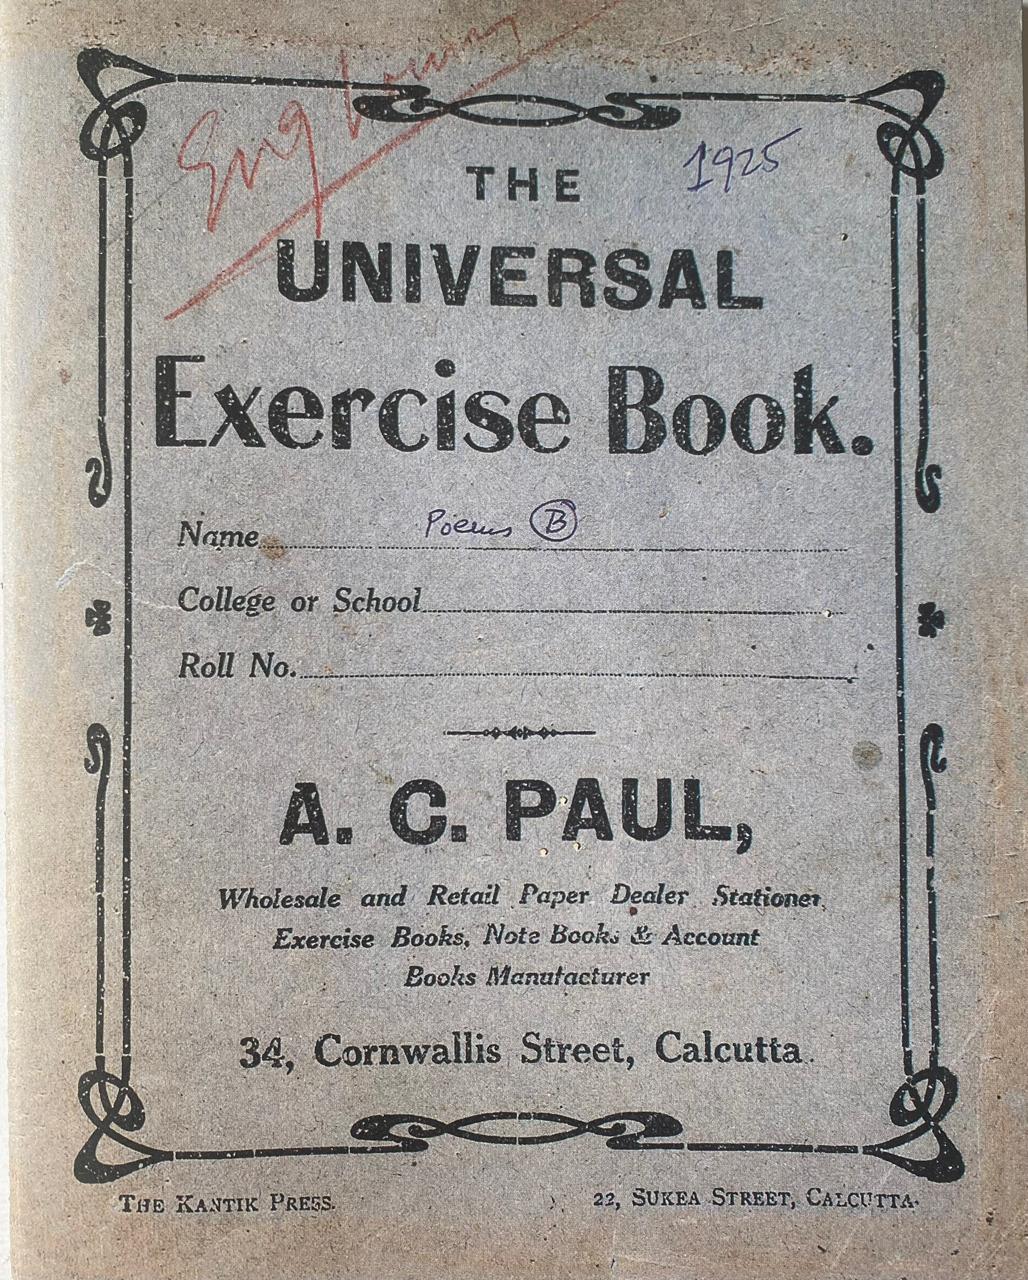 Eng
1925
THE
UNIVERSAL
Exercise Book.
Name Poems B
College or School
Roll No.
A. C. PAUL,
Wholesale and Retail Paper Dealer Stationer,
Exercise Books, Note Books & Account
Books Manufacturer
34, Cornwallis Street, Calcutta.
THE KANTIK PRESS. 22, SUKEA STREET, CALCUTTA.